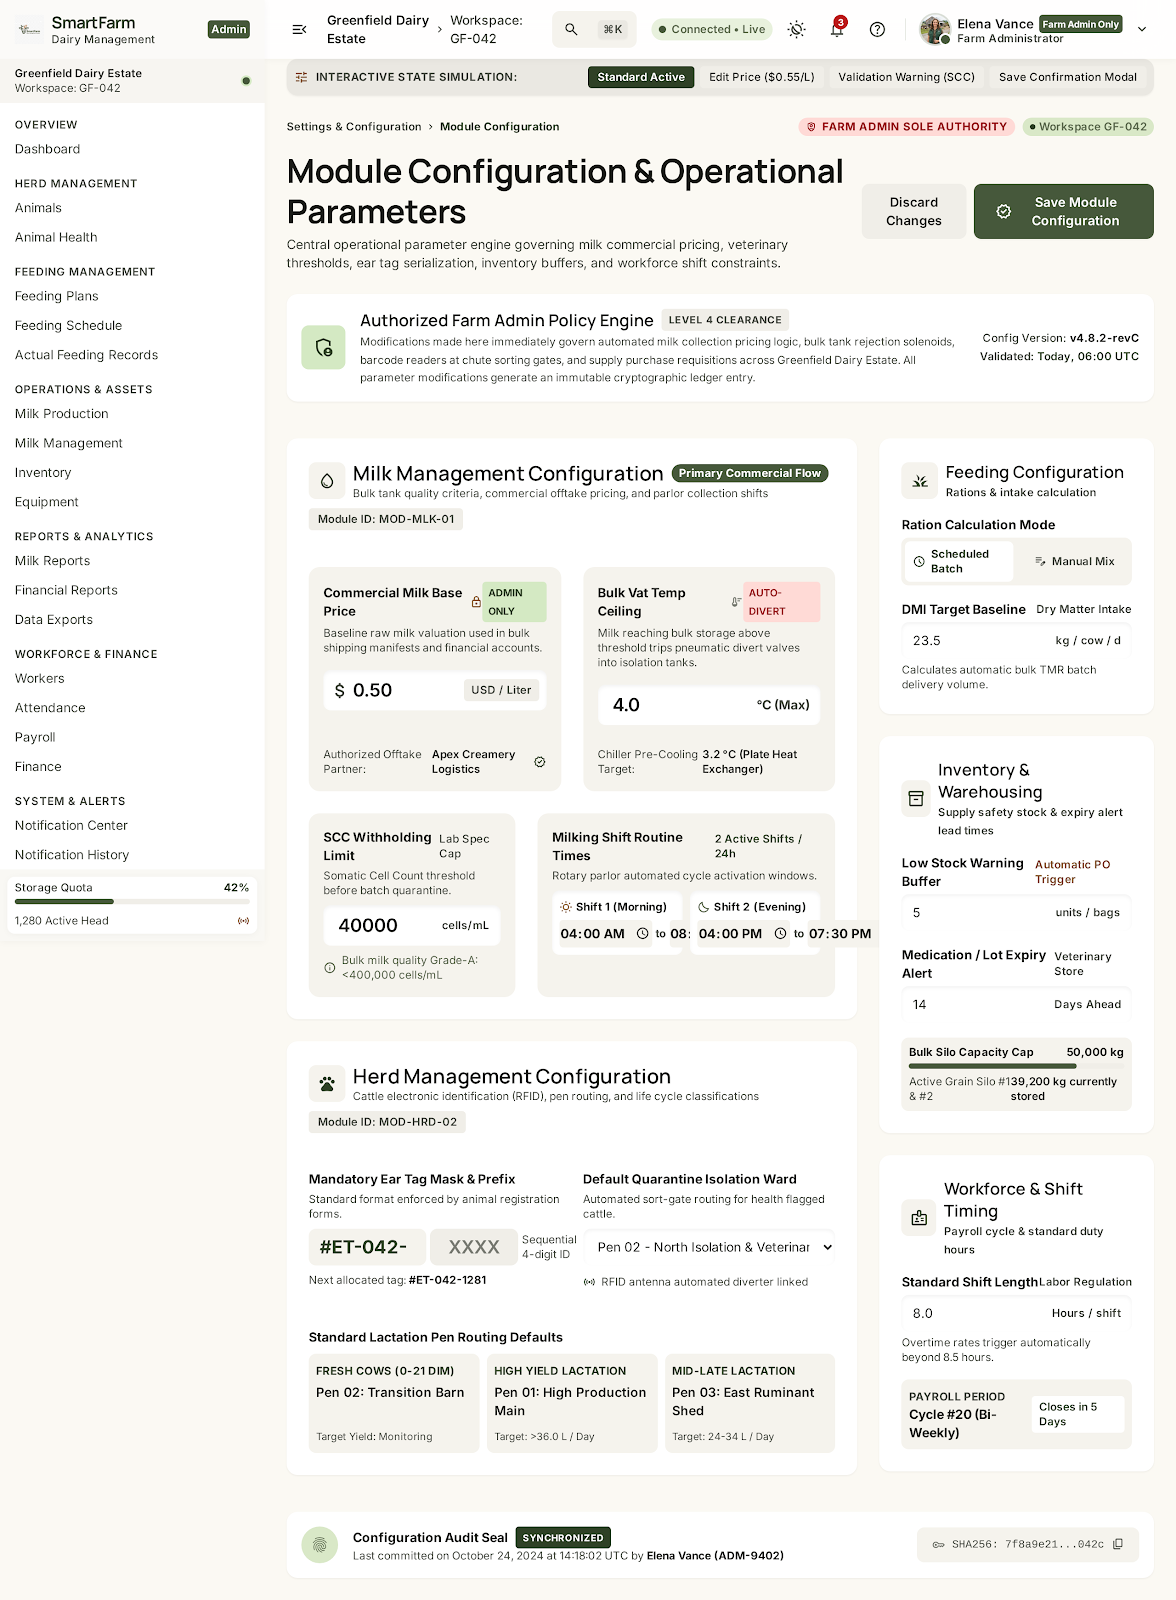 SmartFarm
Dairy Management
Admin
Greenfield Dairy Estate
Workspace: GF-042
OVERVIEW
Dashboard
HERD MANAGEMENT
Animals
Animal Health
FEEDING MANAGEMENT
Feeding Plans
Feeding Schedule
Actual Feeding Records
OPERATIONS & ASSETS
Milk Production
Milk Management
Inventory
Equipment
REPORTS & ANALYTICS
Milk Reports
Financial Reports
Data Exports
WORKFORCE & FINANCE
Workers
Attendance
Payroll
Finance
SYSTEM & ALERTS
Notification Center
Notification History
Storage Quota 42%
1,280 Active Head
Greenfield Dairy
Estate
› Workspace:
GF-042
⌘K
Connected • Live
3
Elena Vance Farm Admin Only
Farm Administrator
INTERACTIVE STATE SIMULATION: Standard Active Edit Price ($0.55/L) Validation Warning (SCC) Save Confirmation Modal
Settings & Configuration › Module Configuration
FARM ADMIN SOLE AUTHORITY
Workspace GF-042
Module Configuration & Operational
Parameters
Central operational parameter engine governing milk commercial pricing, veterinary
thresholds, ear tag serialization, inventory buffers, and workforce shift constraints.
Discard
Changes
Save Module
Configuration
Authorized Farm Admin Policy Engine LEVEL 4 CLEARANCE
Modifications made here immediately govern automated milk collection pricing logic, bulk tank rejection solenoids,
barcode readers at chute sorting gates, and supply purchase requisitions across Greenfield Dairy Estate. All
parameter modifications generate an immutable cryptographic ledger entry.
Config Version: v4.8.2-revC
Validated: Today, 06:00 UTC
Milk Management Configuration Primary Commercial Flow
Bulk tank quality criteria, commercial offtake pricing, and parlor collection shifts
Module ID: MOD-MLK-01
Commercial Milk Base
Price
ADMIN
ONLY
Baseline raw milk valuation used in bulk
shipping manifests and financial accounts.
$ 0.50 USD / Liter
Authorized Offtake
Partner:
Apex Creamery
Logistics
Bulk Vat Temp
Ceiling
AUTO-
DIVERT
Milk reaching bulk storage above
threshold trips pneumatic divert valves
into isolation tanks.
4.0 °C (Max)
Chiller Pre-Cooling
Target:
3.2 °C (Plate Heat
Exchanger)
SCC Withholding
Limit
Lab Spec
Cap
Somatic Cell Count threshold
before batch quarantine.
40000 cells/mL
Bulk milk quality Grade-A:
<400,000 cells/mL
Milking Shift Routine
Times
2 Active Shifts /
24h
Rotary parlor automated cycle activation windows.
Shift 1 (Morning)
04:00 AM to 08:
Shift 2 (Evening)
04:00 PM to 07:30 PM
Herd Management Configuration
Cattle electronic identification (RFID), pen routing, and life cycle classifications
Module ID: MOD-HRD-02
Mandatory Ear Tag Mask & Prefix
Standard format enforced by animal registration
forms.
#ET-042- XXXX
Sequential
4-digit ID
Next allocated tag: #ET-042-1281
Default Quarantine Isolation Ward
Automated sort-gate routing for health flagged
cattle.
Pen 02 - North Isolation & Veterinar
RFID antenna automated diverter linked
Standard Lactation Pen Routing Defaults
FRESH COWS (0-21 DIM)
Pen 02: Transition Barn
Target Yield: Monitoring
HIGH YIELD LACTATION
Pen 01: High Production
Main
Target: >36.0 L / Day
MID-LATE LACTATION
Pen 03: East Ruminant
Shed
Target: 24-34 L / Day
Feeding Configuration
Rations & intake calculation
Ration Calculation Mode
Scheduled
Batch
Manual Mix
DMI Target Baseline Dry Matter Intake
23.5 kg / cow / d
Calculates automatic bulk TMR batch
delivery volume.
Inventory &
Warehousing
Supply safety stock & expiry alert
lead times
Low Stock Warning
Buffer
Automatic PO
Trigger
5 units / bags
Medication / Lot Expiry
Alert
Veterinary
Store
14 Days Ahead
Bulk Silo Capacity Cap 50,000 kg
Active Grain Silo #1
& #2
39,200 kg currently
stored
Workforce & Shift
Timing
Payroll cycle & standard duty
hours
Standard Shift Length Labor Regulation
8.0 Hours / shift
Overtime rates trigger automatically
beyond 8.5 hours.
PAYROLL PERIOD
Cycle #20 (Bi-
Weekly)
Closes in 5
Days
Configuration Audit Seal SYNCHRONIZED
Last committed on October 24, 2024 at 14:18:02 UTC by Elena Vance (ADM-9402)
SHA256: 7f8a9e21...042c